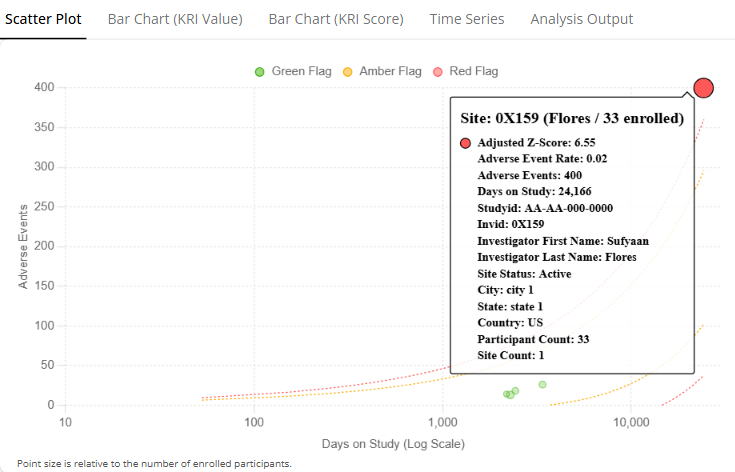 Scatter Plot Bar Chart (KRI Value) Bar Chart (KRI Score) Time Series Analysis Output
Green Flag Amber Flag Red Flag
400
350
300
250
200
150
100
50
0
Adverse Events
Site: 0X159 (Flores / 33 enrolled)
Adjusted Z-Score: 6.55
Adverse Event Rate: 0.02
Adverse Events: 400
Days on Study: 24,166
Studyid: AA-AA-000-0000
Invid: 0X159
Investigator First Name: Sufyaan
Investigator Last Name: Flores
Site Status: Active
City: city 1
State: state 1
Country: US
Participant Count: 33
Site Count: 1
10 100 1,000 10,000
Days on Study (Log Scale)
Point size is relative to the number of enrolled participants.